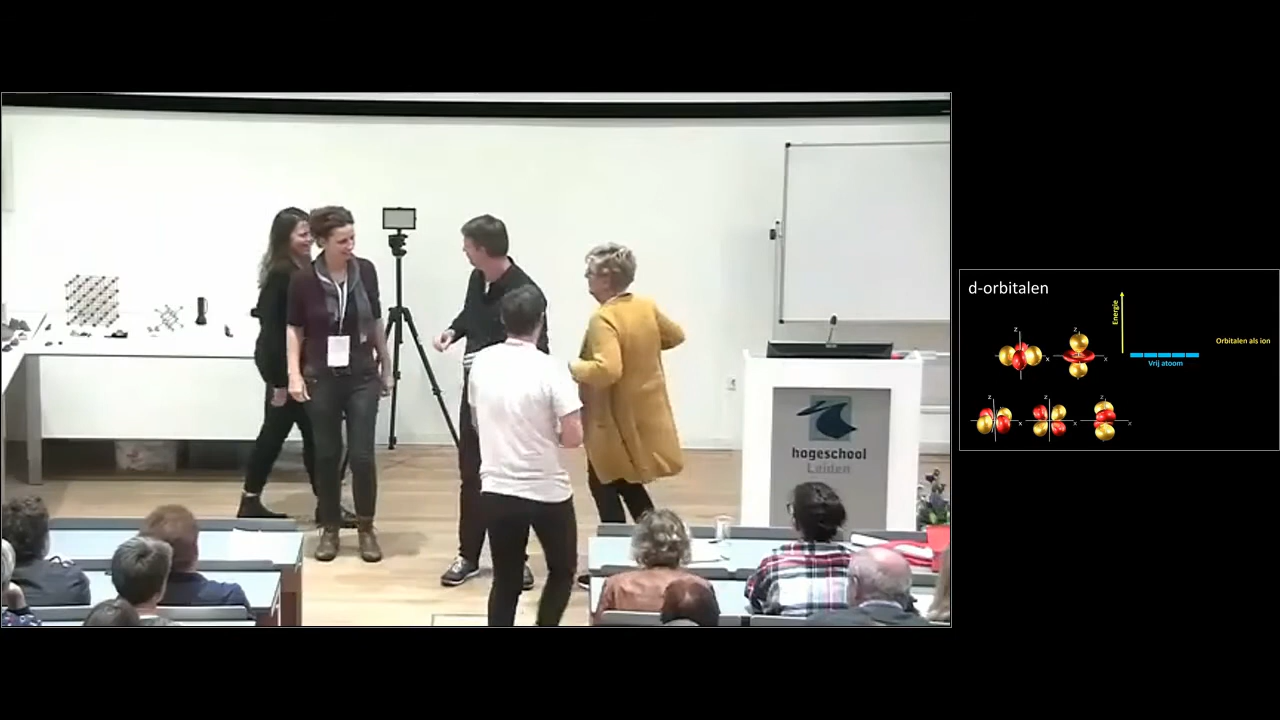 hogeschool
Leiden
d-orbitalen
Energie
z
x
z
x
Orbitalen als ion
Vrij atoom
z
x
z
x
z
x